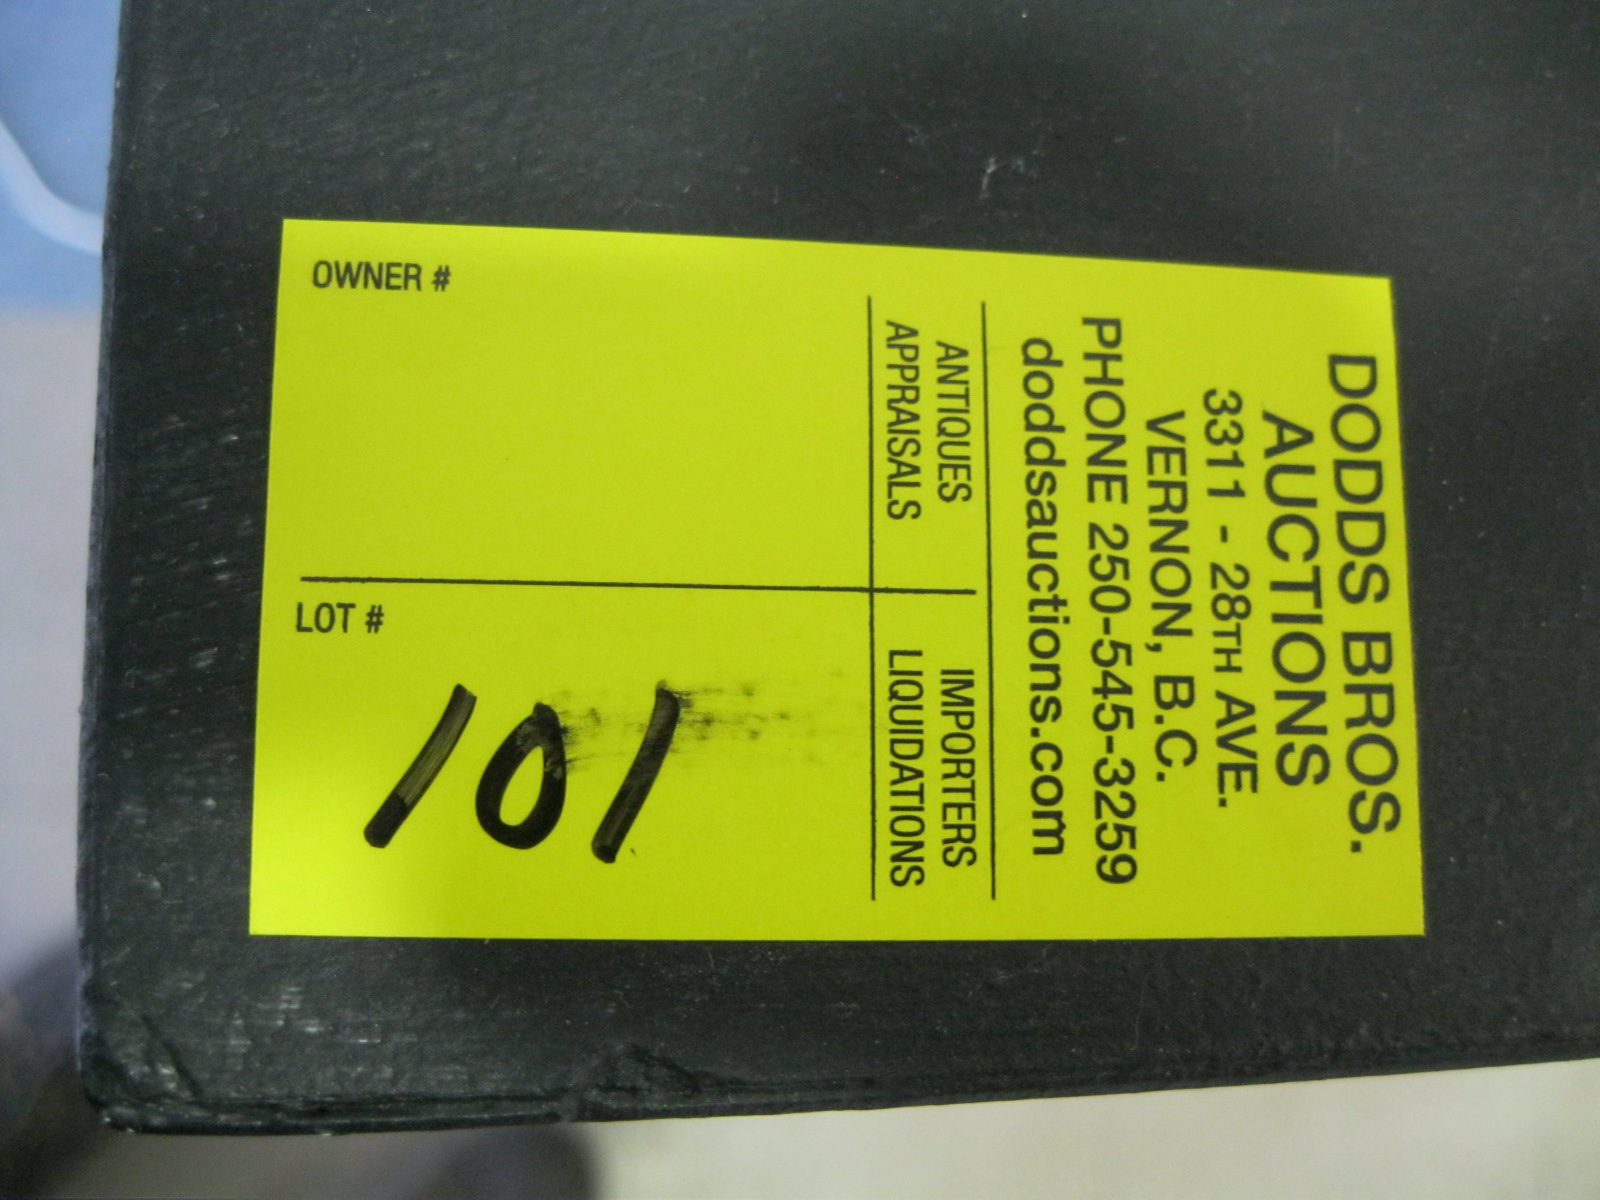 DODDS BROS.
AUCTIONS
3311 - 28TH AVE.
VERNON, B.C.
PHONE 250-545-3259
doddsauctions.com
ANTIQUES IMPORTERS
APPRAISALS LIQUIDATIONS
OWNER #
LOT #
101